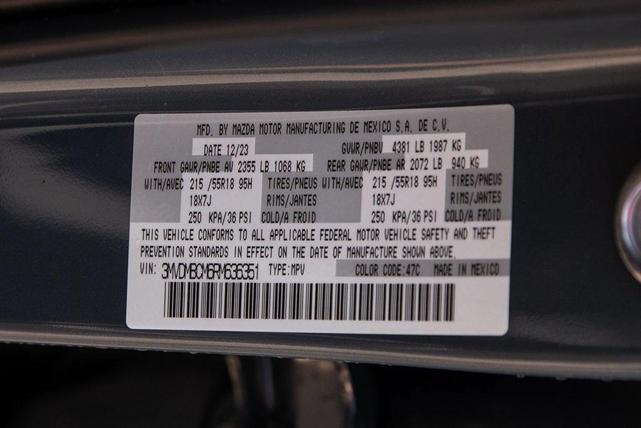 MFD. BY MAZDA MOTOR MANUFACTURING DE MEXICO S.A. DE C.V.
DATE 12/23 GVWR/PNBV 4381 LB 1987 KG
FRONT GAWR/PNBE AV 2355 LB 1068 KG REAR GAWR/PNBE AR 2072 LB 940 KG
WITH/AVEC 215 /55R18 95H TIRES/PNEUS WITH/AVEC 215 /55R18 95H TIRES/PNEUS
18X7J RIMS/JANTES 18X7J RIMS/JANTES
250 KPA/36 PSI COLD/A FROID 250 KPA/36 PSI COLD/A FROID
THIS VEHICLE CONFORMS TO ALL APPLICABLE FEDERAL MOTOR VEHICLE SAFETY AND THEFT
PREVENTION STANDARDS IN EFFECT ON THE DATE OF MANUFACTURE SHOWN ABOVE.
VIN: 3MVDMBCM6RM636351 TYPE:MPV COLOR CODE:47C MADE IN MEXICO